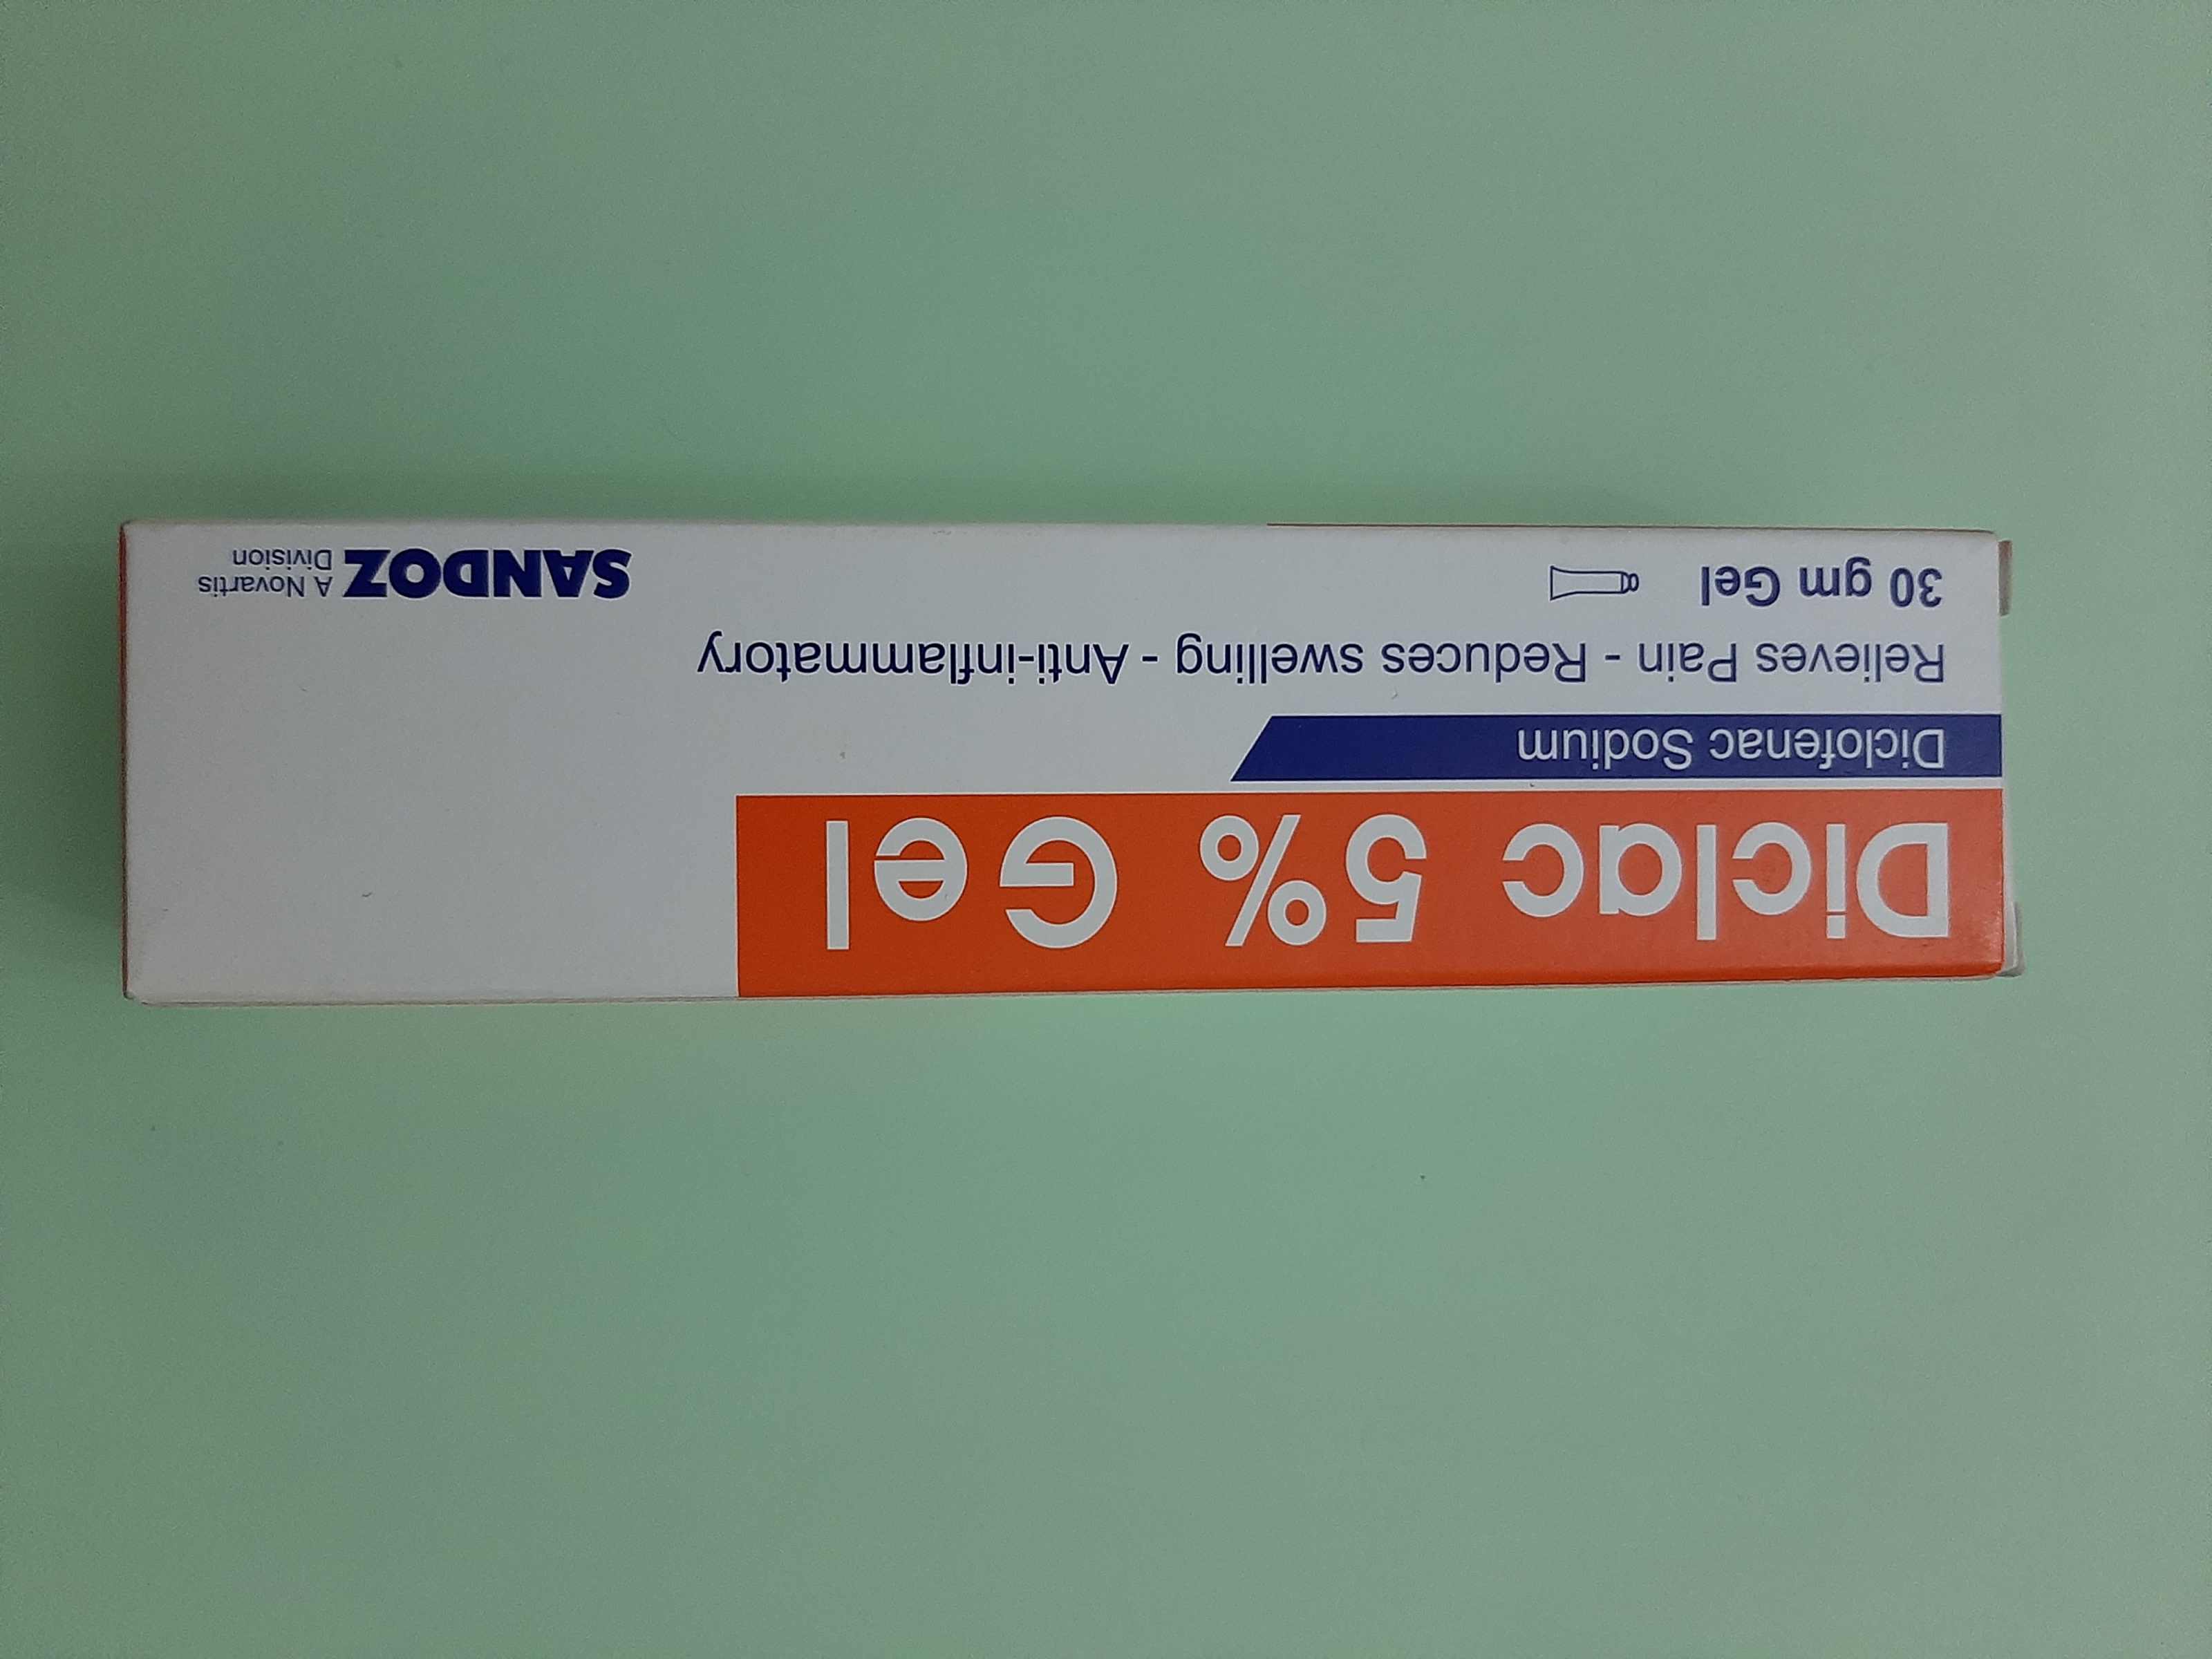 Diclac 5% Gel
Diclofenac Sodium
Relieves Pain - Reduces swelling - Anti-inflammatory
30 gm Gel
SANDOZ
A Novartis
Division